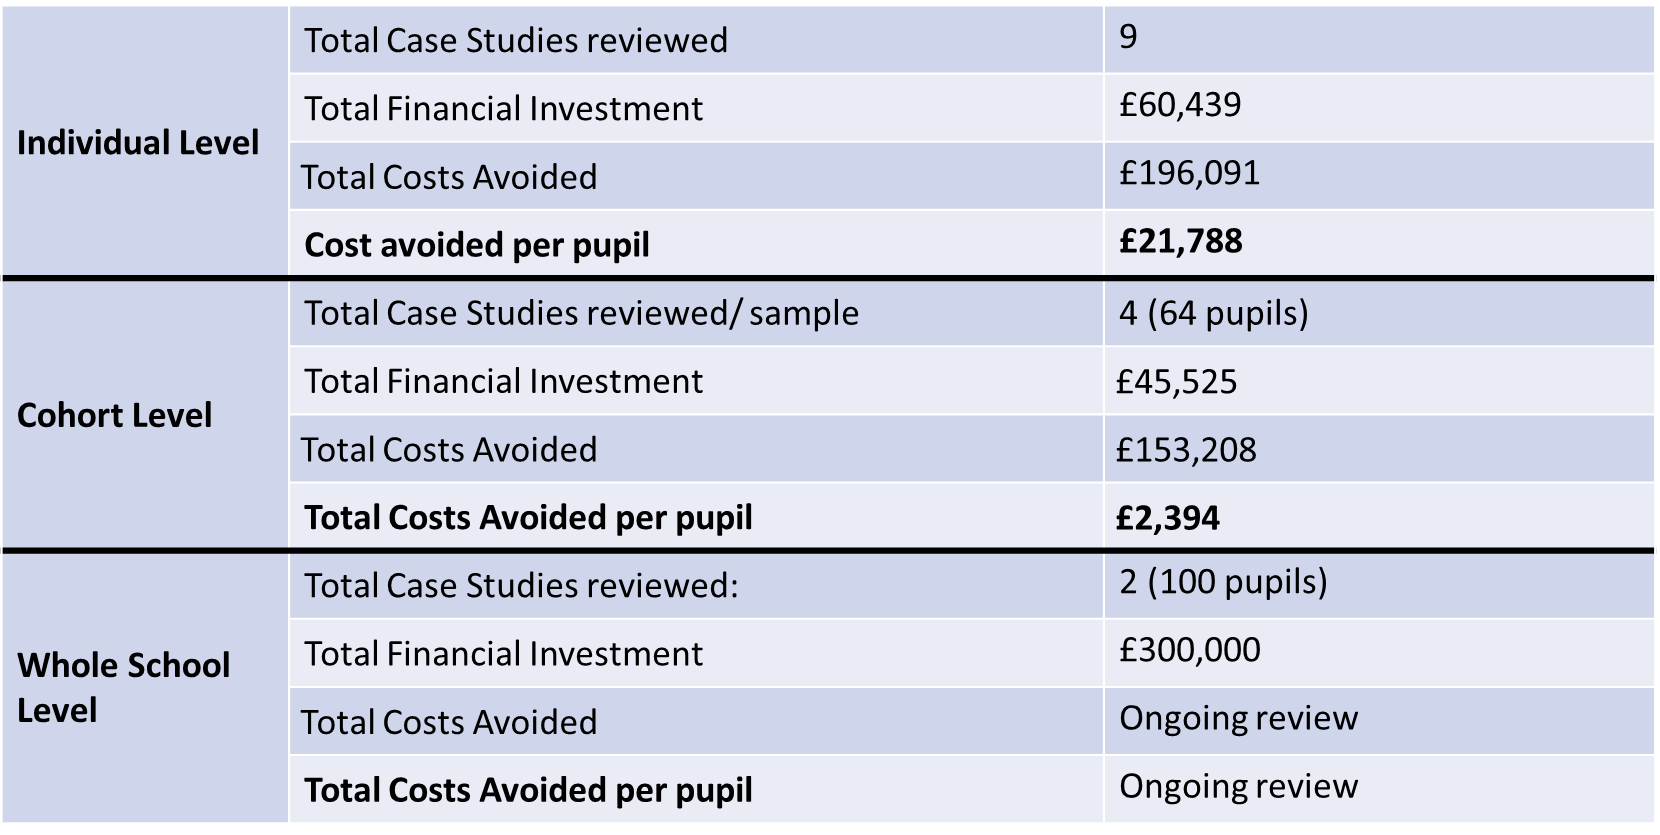 Individual Level
Total Case Studies reviewed 9
Total Financial Investment £60,439
Total Costs Avoided £196,091
Cost avoided per pupil £21,788
Cohort Level
Total Case Studies reviewed/ sample 4 (64 pupils)
Total Financial Investment £45,525
Total Costs Avoided £153,208
Total Costs Avoided per pupil £2,394
Whole School
Level
Total Case Studies reviewed: 2 (100 pupils)
Total Financial Investment £300,000
Total Costs Avoided Ongoing review
Total Costs Avoided per pupil Ongoing review